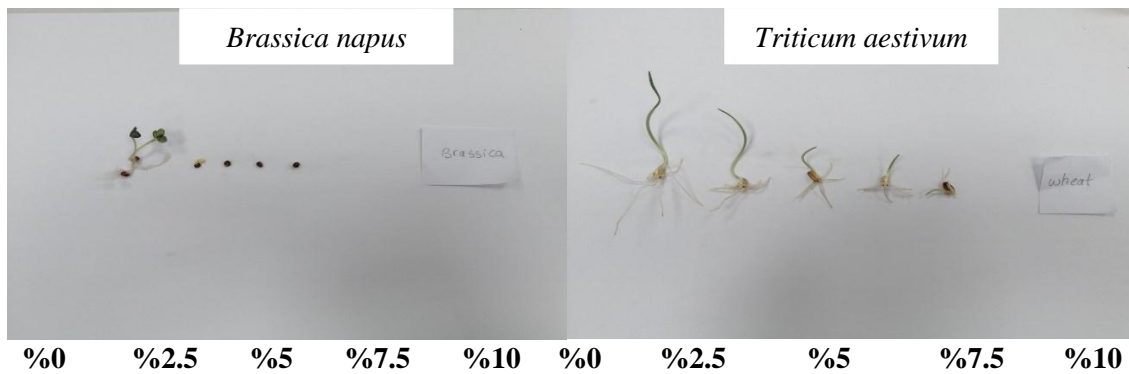 Brassica napus
Triticum aestivum
Brassica
wheat
%0 %2.5 %5 %7.5 %10 %0 %2.5 %5 %7.5 %10